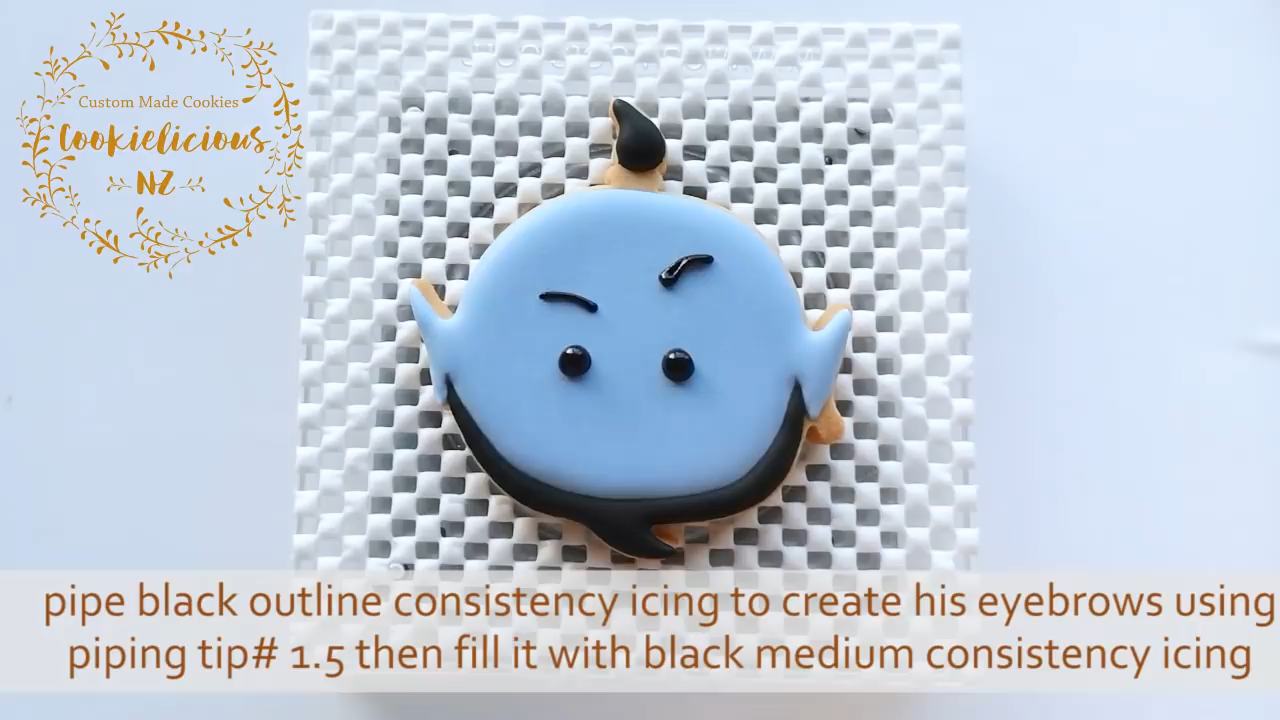 Custom Made Cookies
Cookielicious
NZ
pipe black outline consistency icing to create his eyebrows using
piping tip# 1.5 then fill it with black medium consistency icing